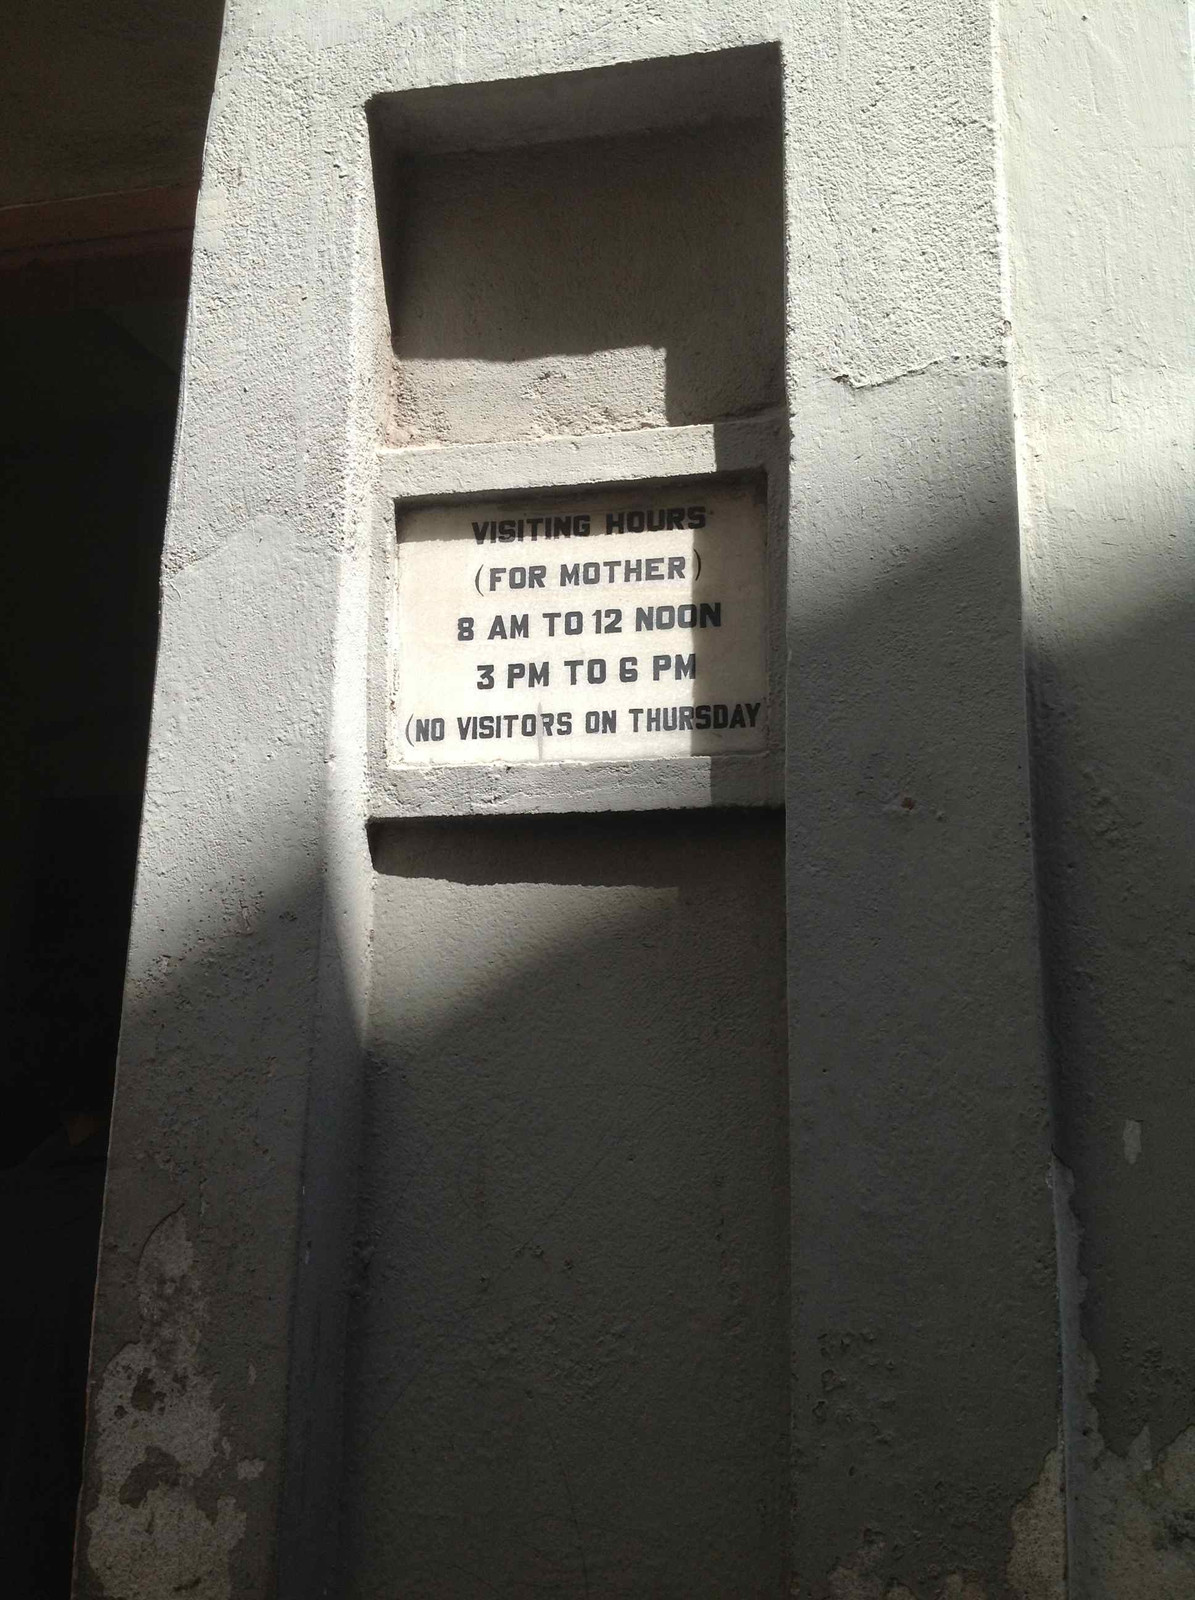 VISITING HOURS
(FOR MOTHER)
8 AM TO 12 NOON
3 PM TO 6 PM
(NO VISITORS ON THURSDAY